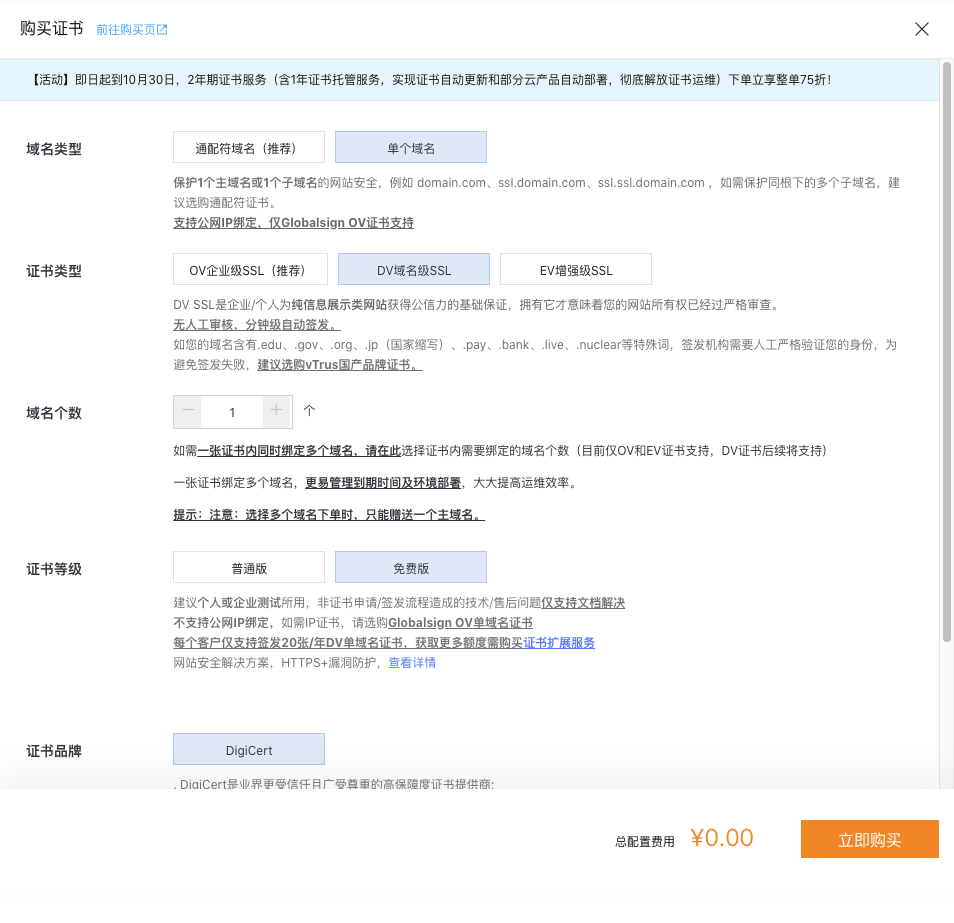 购买证书 前往购买页
【活动】即日起到10月30日，2年期证书服务（含1年证书托管服务，实现证书自动更新和部分云产品自动部署，彻底解放证书运维）下单立享整单75折！
域名类型 通配符域名（推荐） 单个域名
保护1个主域名或1个子域名的网站安全，例如 domain.com、ssl.domain.com、ssl.ssl.domain.com ，如需保护同根下的多个子域名，建
议选购通配符证书。
支持公网IP绑定，仅Globalsign OV证书支持
证书类型 OV企业级SSL（推荐） DV域名级SSL EV增强级SSL
DV SSL是企业/个人为纯信息展示类网站获得公信力的基础保证，拥有它才意味着您的网站所有权已经过严格审查。
无人工审核，分钟级自动签发。
如您的域名含有.edu、.gov、.org、.jp（国家缩写）、.pay、.bank、.live、.nuclear等特殊词，签发机构需要人工严格验证您的身份，为
避免签发失败，建议选购vTrus国产品牌证书。
域名个数 1 个
如需一张证书内同时绑定多个域名，请在此选择证书内需要绑定的域名个数（目前仅OV和EV证书支持，DV证书后续将支持）
一张证书绑定多个域名，更易管理到期时间及环境部署，大大提高运维效率。
提示：注意：选择多个域名下单时，只能赠送一个主域名。
证书等级 普通版 免费版
建议个人或企业测试所用，非证书申请/签发流程造成的技术/售后问题仅支持文档解决
不支持公网IP绑定，如需IP证书，请选购Globalsign OV单域名证书
每个客户仅支持签发20张/年DV单域名证书，获取更多额度需购买证书扩展服务
网站安全解决方案，HTTPS+漏洞防护，查看详情
证书品牌 DigiCert
. DigiCert是业界更受信任且广受尊重的高保障度证书提供商;
总配置费用 ¥0.00 立即购买